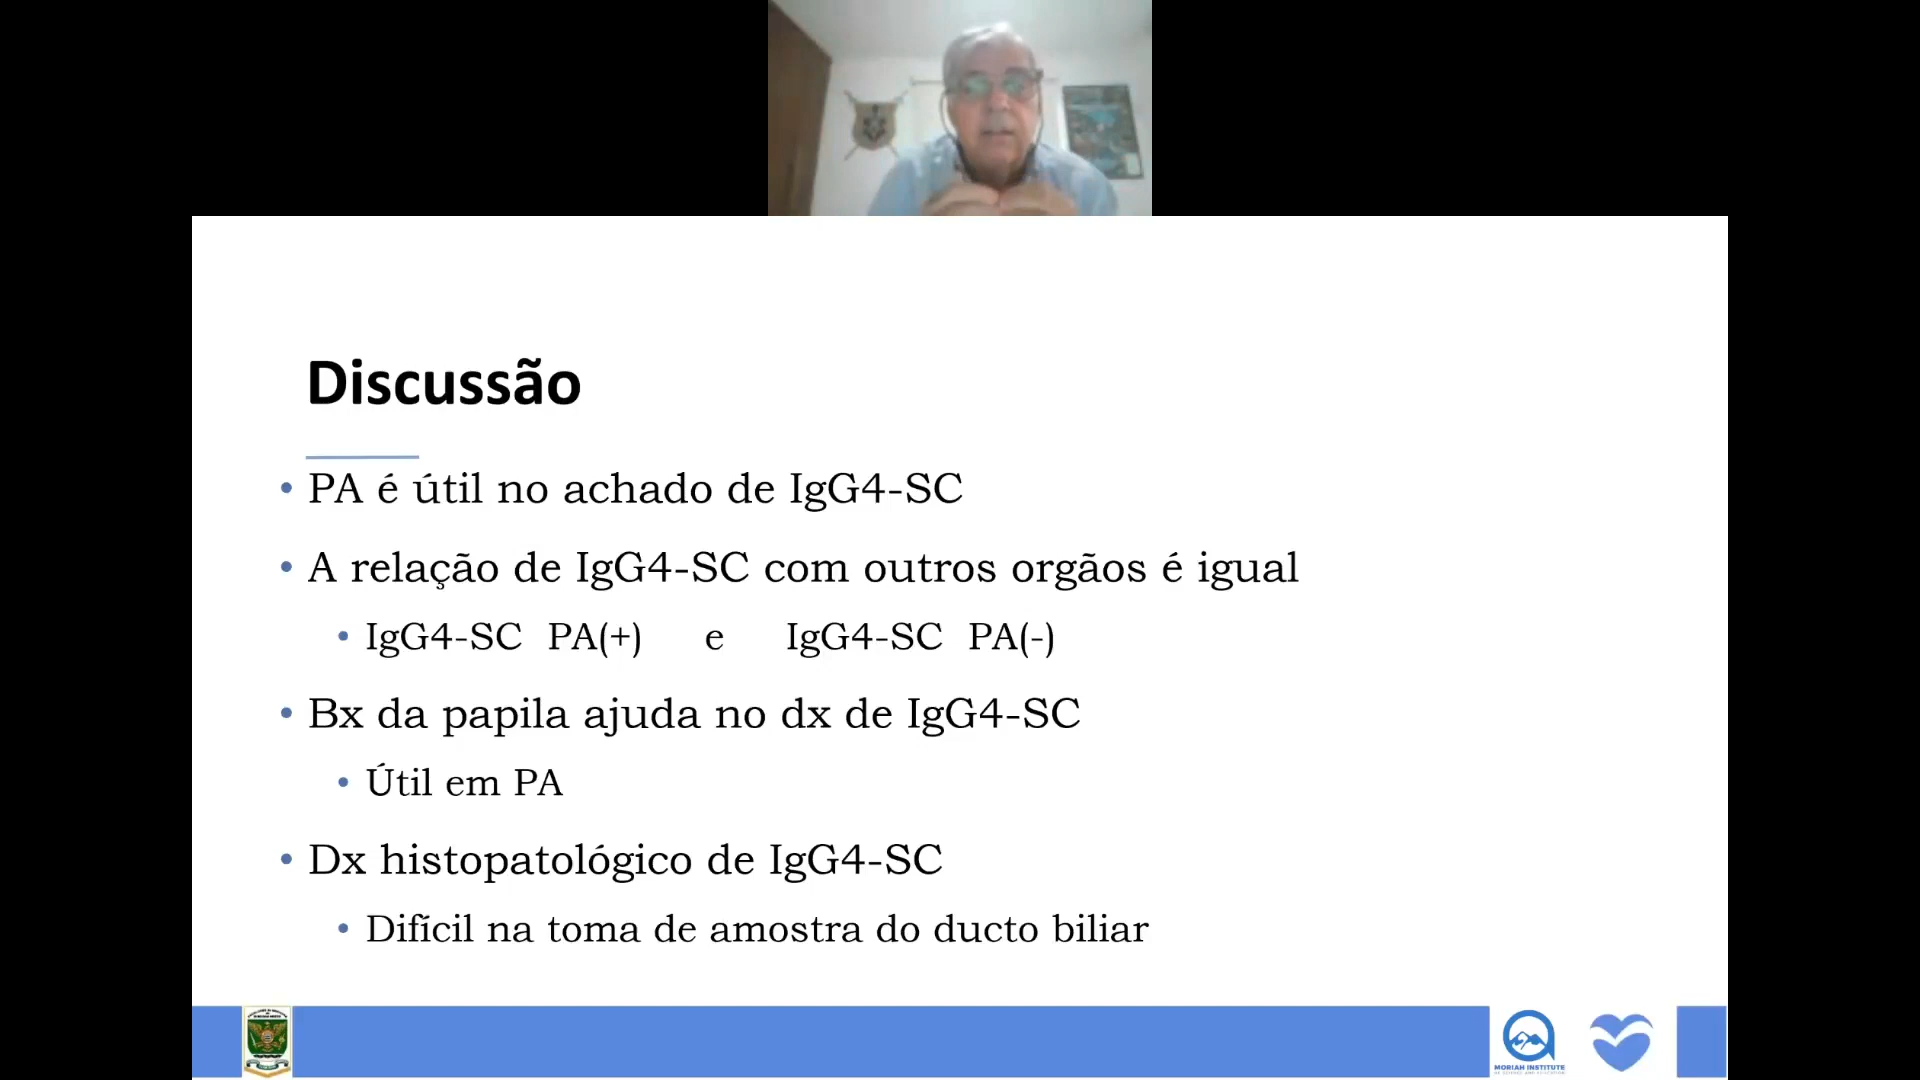 Discussão
PA é útil no achado de IgG4-SC
A relação de IgG4-SC com outros orgãos é igual
IgG4-SC PA(+) e IgG4-SC PA(-)
Bx da papila ajuda no dx de IgG4-SC
Útil em PA
Dx histopatológico de IgG4-SC
Difícil na toma de amostra do ducto biliar
MORIAH INSTITUTE